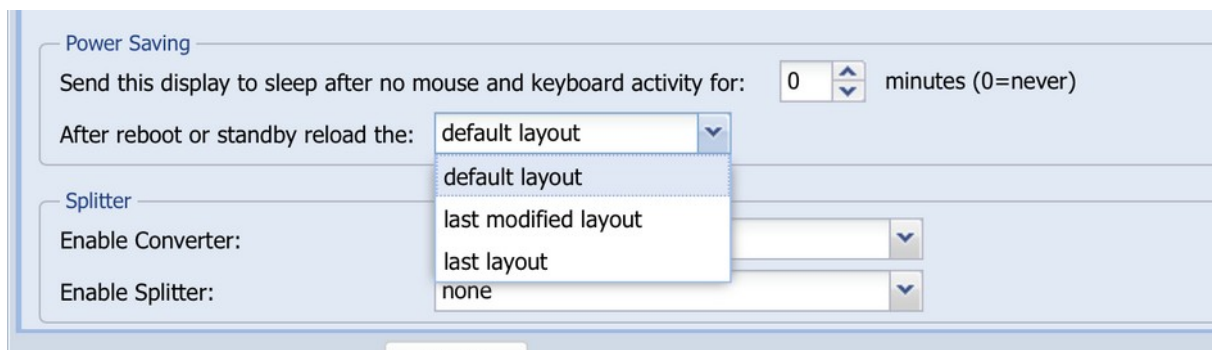 Power Saving
Send this display to sleep after no mouse and keyboard activity for: 0 minutes (0=never)
After reboot or standby reload the: default layout
default layout
last modified layout
last layout
Splitter
Enable Converter:
Enable Splitter: none